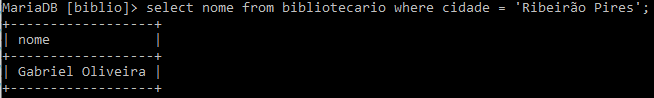 MariaDB [biblio]> select nome from bibliotecario where cidade = 'Ribeirão Pires';
+------------------+
| nome             |
+------------------+
| Gabriel Oliveira |
+------------------+